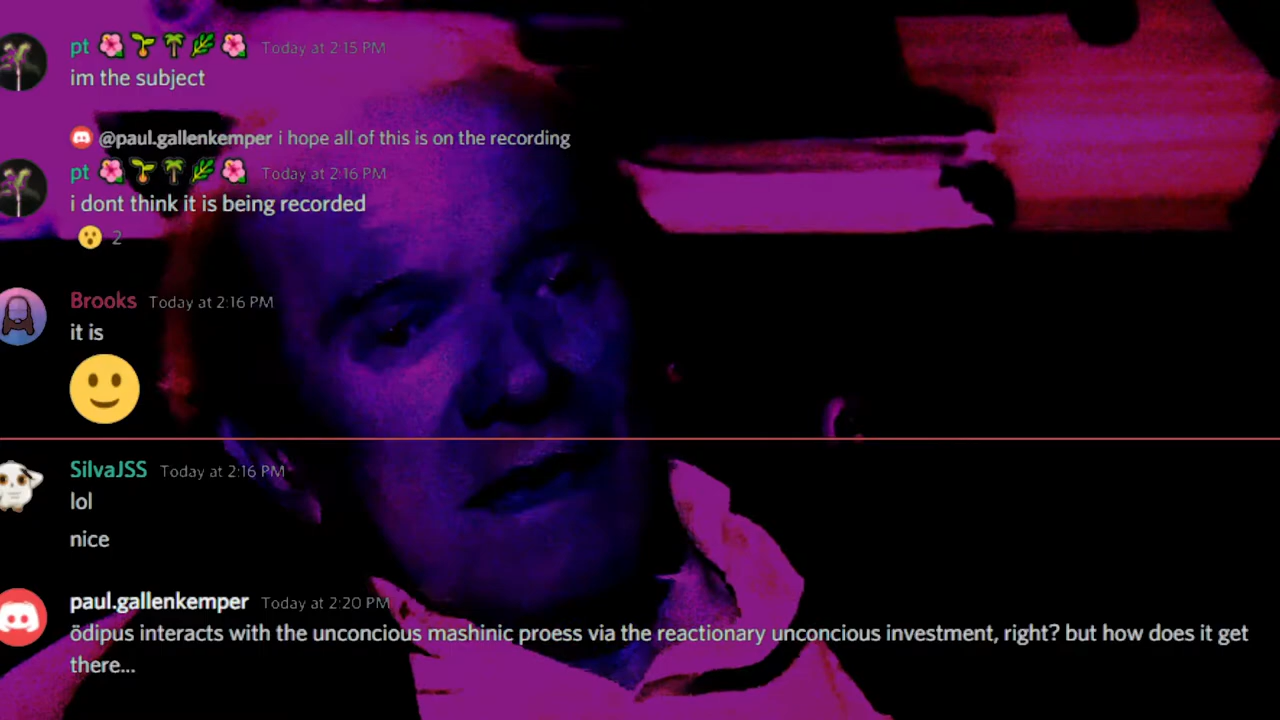 pt 🌺🌱🌴🌿🌺 Today at 2:15 PM
im the subject
@paul.gallenkemper i hope all of this is on the recording
pt 🌺🌱🌴🌿🌺 Today at 2:16 PM
i dont think it is being recorded
😮 2
Brooks Today at 2:16 PM
it is
🙂
SilvaJSS Today at 2:16 PM
lol
nice
paul.gallenkemper Today at 2:20 PM
ödipus interacts with the unconcious mashinic proess via the reactionary unconcious investment, right? but how does it get
there...